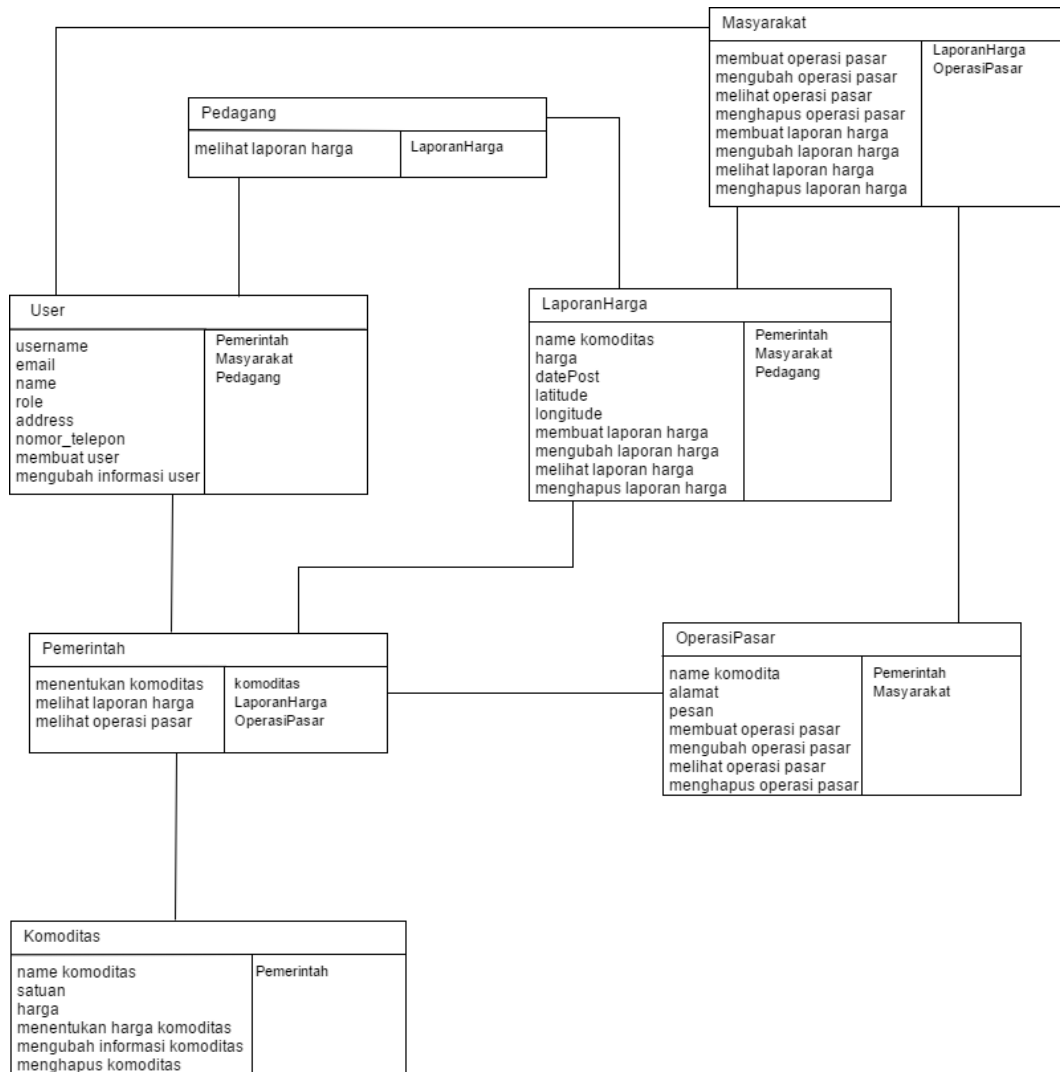 Masyarakat
membuat operasi pasar
mengubah operasi pasar
melihat operasi pasar
menghapus operasi pasar
membuat laporan harga
mengubah laporan harga
melihat laporan harga
menghapus laporan harga
LaporanHarga
OperasiPasar
Pedagang
melihat laporan harga
LaporanHarga
User
username
email
name
role
address
nomor_telepon
membuat user
mengubah informasi user
Pemerintah
Masyarakat
Pedagang
LaporanHarga
name komoditas
harga
datePost
latitude
longitude
membuat laporan harga
mengubah laporan harga
melihat laporan harga
menghapus laporan harga
Pemerintah
Masyarakat
Pedagang
Pemerintah
menentukan komoditas
melihat laporan harga
melihat operasi pasar
komoditas
LaporanHarga
OperasiPasar
OperasiPasar
name komodita
alamat
pesan
membuat operasi pasar
mengubah operasi pasar
melihat operasi pasar
menghapus operasi pasar
Pemerintah
Masyarakat
Komoditas
name komoditas
satuan
harga
menentukan harga komoditas
mengubah informasi komoditas
menghapus komoditas
Pemerintah